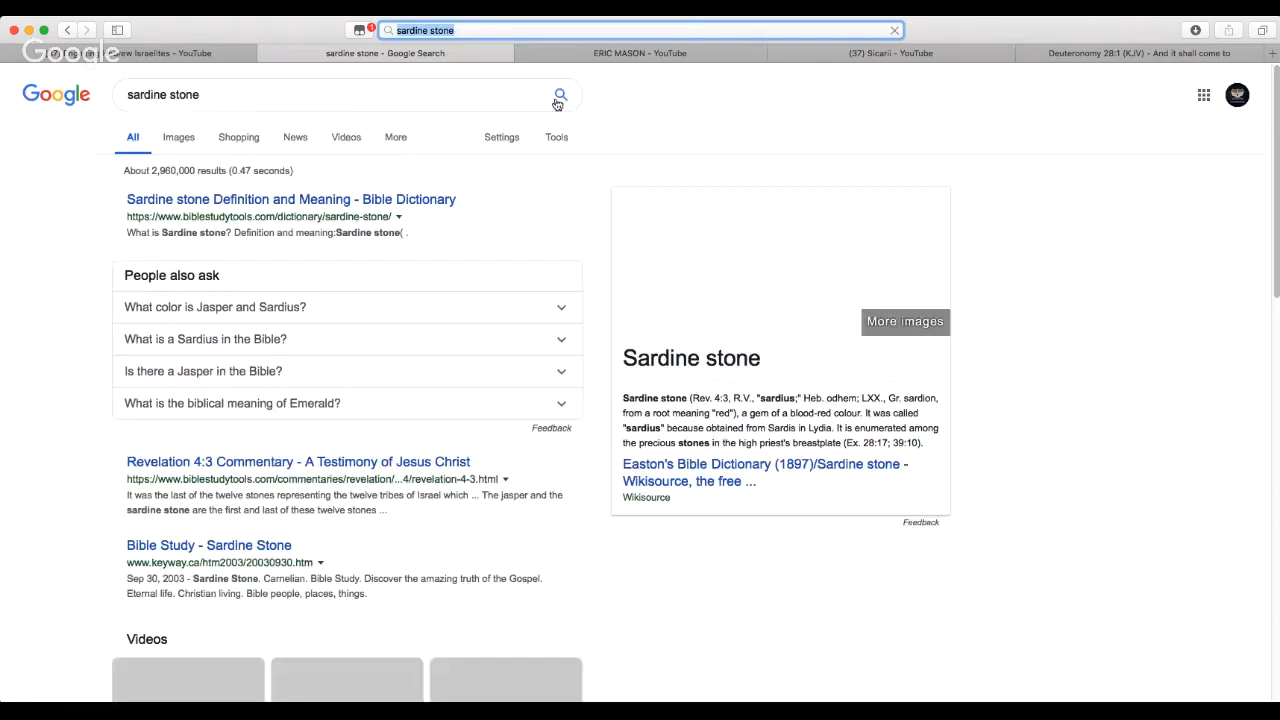 1
sardine stone
rew Israelites - YouTube
sardine stone - Google Search
ERIC MASON - YouTube
(37) Sicarii - YouTube
Deuteronomy 28:1 (KJV) - And it shall come to
Google
Google
sardine stone
All
Images
Shopping
News
Videos
More
Settings
Tools
About 2,960,000 results (0.47 seconds)
Sardine stone Definition and Meaning - Bible Dictionary
https://www.biblestudytools.com/dictionary/sardine-stone/
What is Sardine stone? Definition and meaning:Sardine stone( .
People also ask
What color is Jasper and Sardius?
What is a Sardius in the Bible?
Is there a Jasper in the Bible?
What is the biblical meaning of Emerald?
Feedback
Revelation 4:3 Commentary - A Testimony of Jesus Christ
https://www.biblestudytools.com/commentaries/revelation/...4/revelation-4-3.html
It was the last of the twelve stones representing the twelve tribes of Israel which ... The jasper and the
sardine stone are the first and last of these twelve stones ...
Bible Study - Sardine Stone
www.keyway.ca/htm2003/20030930.htm
Sep 30, 2003 - Sardine Stone. Carnelian. Bible Study. Discover the amazing truth of the Gospel.
Eternal life. Christian living. Bible people, places, things.
Videos
More images
Sardine stone
Sardine stone (Rev. 4:3, R.V., "sardius;" Heb. odhem; LXX., Gr. sardion,
from a root meaning "red"), a gem of a blood-red colour. It was called
"sardius" because obtained from Sardis in Lydia. It is enumerated among
the precious stones in the high priest's breastplate (Ex. 28:17; 39:10).
Easton's Bible Dictionary (1897)/Sardine stone -
Wikisource, the free ...
Wikisource
Feedback